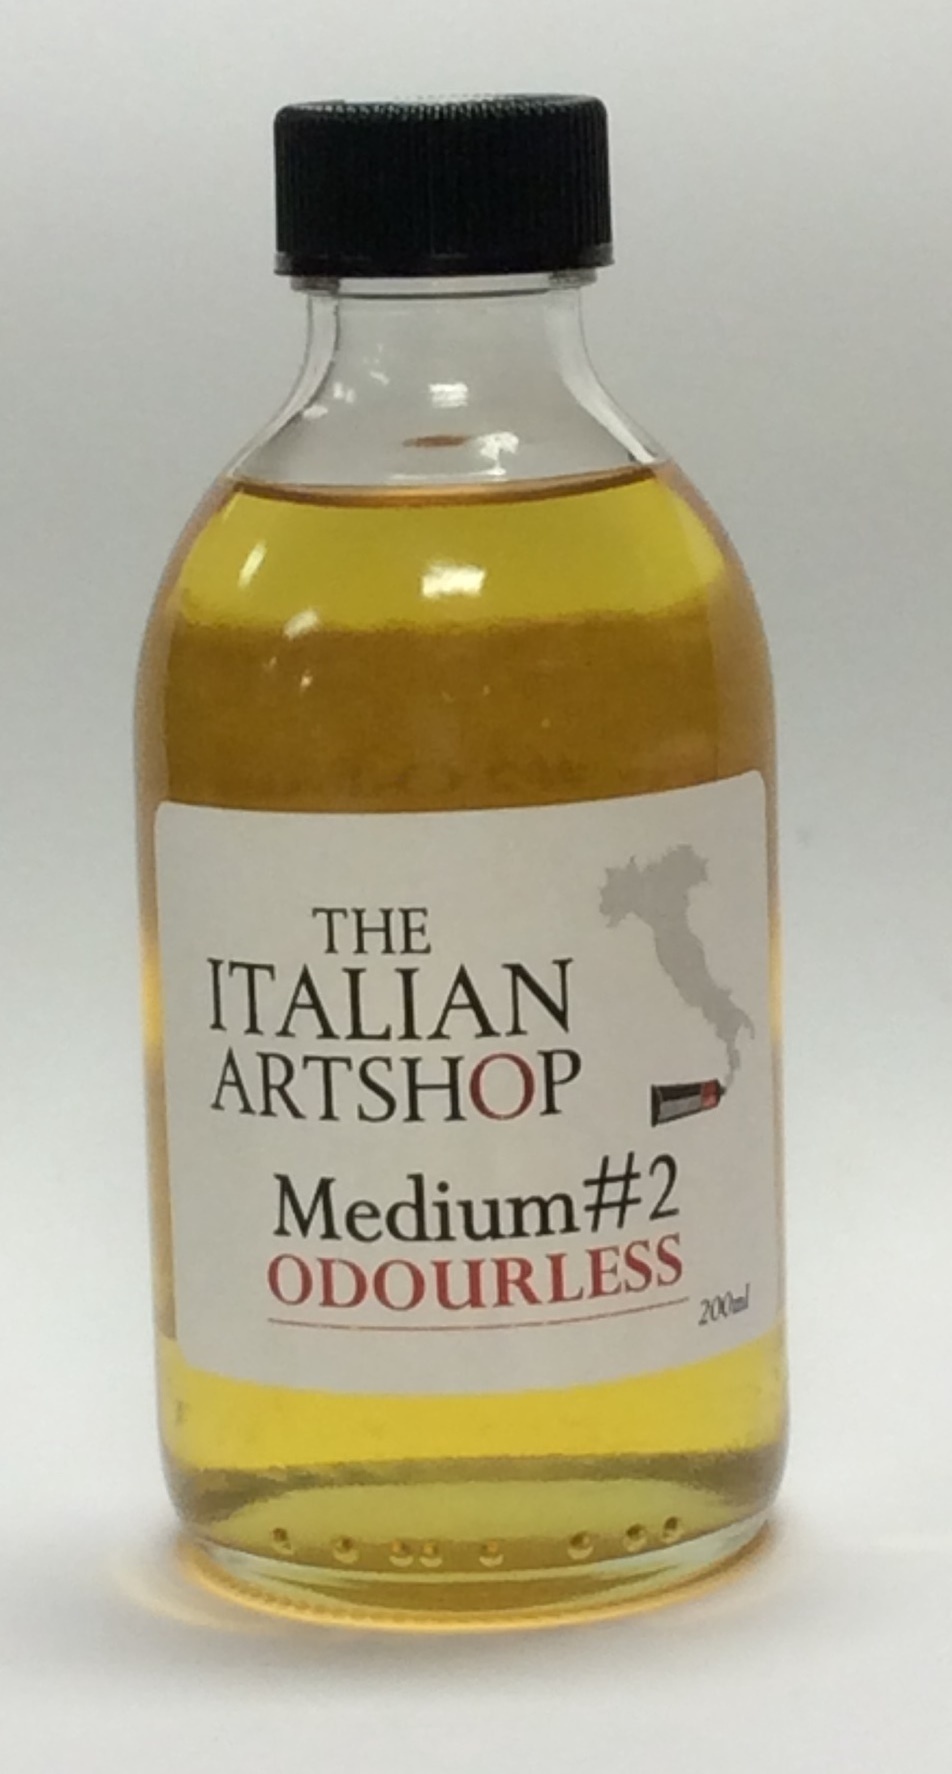 THE
ITALIAN
ARTSHOP
Medium#2
ODOURLESS
200ml